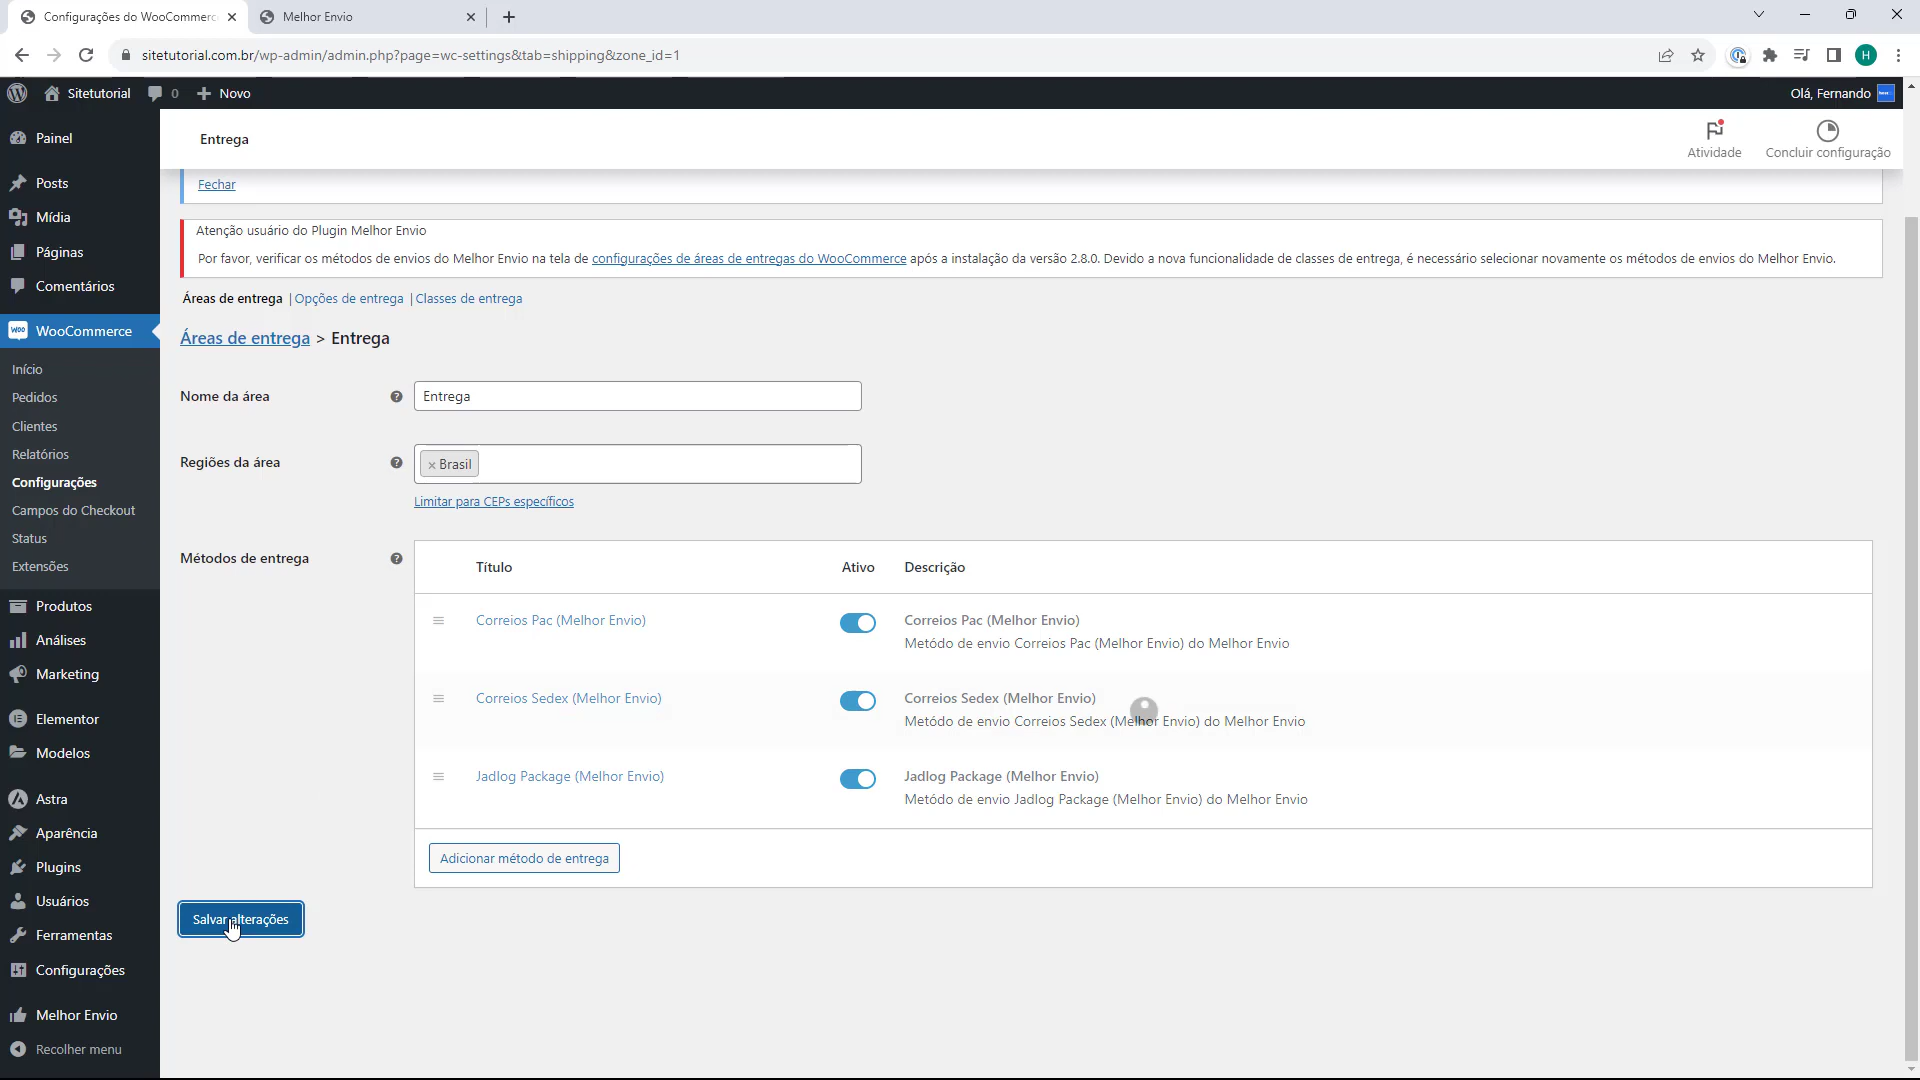 Configurações do WooCommerc
Melhor Envio
sitetutorial.com.br/wp-admin/admin.php?page=wc-settings&tab=shipping&zone_id=1
H
Sitetutorial
0
Novo
Olá, Fernando
Painel
Posts
Mídia
Páginas
Comentários
WooCommerce
Início
Pedidos
Clientes
Relatórios
Configurações
Campos do Checkout
Status
Extensões
Produtos
Análises
Marketing
Elementor
Modelos
Astra
Aparência
Plugins
Usuários
Ferramentas
Configurações
Melhor Envio
Recolher menu
Entrega
Atividade
Concluir configuração
Fechar
Atenção usuário do Plugin Melhor Envio
Por favor, verificar os métodos de envios do Melhor Envio na tela de configurações de áreas de entregas do WooCommerce após a instalação da versão 2.8.0. Devido a nova funcionalidade de classes de entrega, é necessário selecionar novamente os métodos de envios do Melhor Envio.
Áreas de entrega | Opções de entrega | Classes de entrega
Áreas de entrega > Entrega
Nome da área
Entrega
Regiões da área
× Brasil
Limitar para CEPs específicos
Métodos de entrega
Título Ativo Descrição
Correios Pac (Melhor Envio) Correios Pac (Melhor Envio)
Metódo de envio Correios Pac (Melhor Envio) do Melhor Envio
Correios Sedex (Melhor Envio) Correios Sedex (Melhor Envio)
Metódo de envio Correios Sedex (Melhor Envio) do Melhor Envio
Jadlog Package (Melhor Envio) Jadlog Package (Melhor Envio)
Metódo de envio Jadlog Package (Melhor Envio) do Melhor Envio
Adicionar método de entrega
Salvar alterações